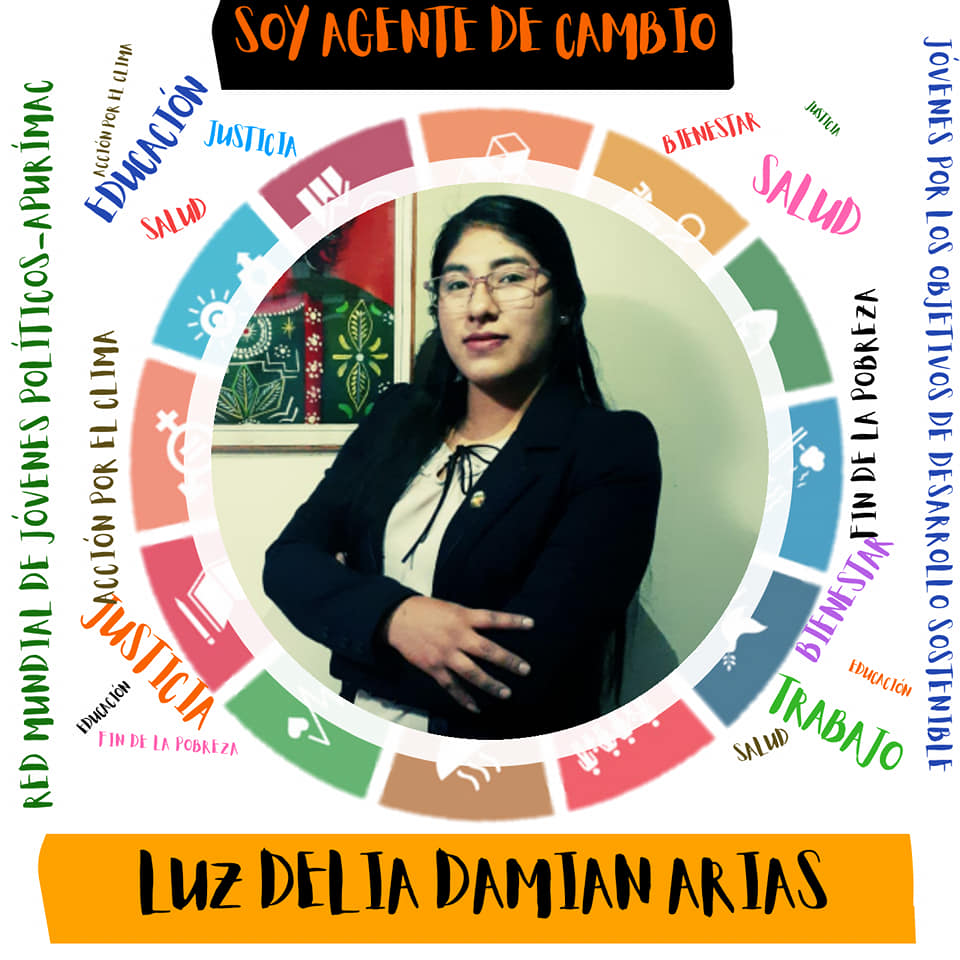 SOY AGENTE DE CAMBIO
RED MUNDIAL DE JÓVENES POLÍTICOS-APURÍMAC
JÓVENES POR LOS OBJETIVOS DE DESARROLLO SOSTENIBLE
ACCIÓN POR EL CLIMA
EDUCACIÓN
JUSTICIA
SALUD
BIENESTAR
JUSTICIA
SALUD
ACCIÓN POR EL CLIMA
FIN DE LA POBREZA
JUSTICIA
EDUCACIÓN
FIN DE LA POBREZA
BIENESTAR
EDUCACIÓN
TRABAJO
SALUD
LUZ DELIA DAMIAN ARIAS